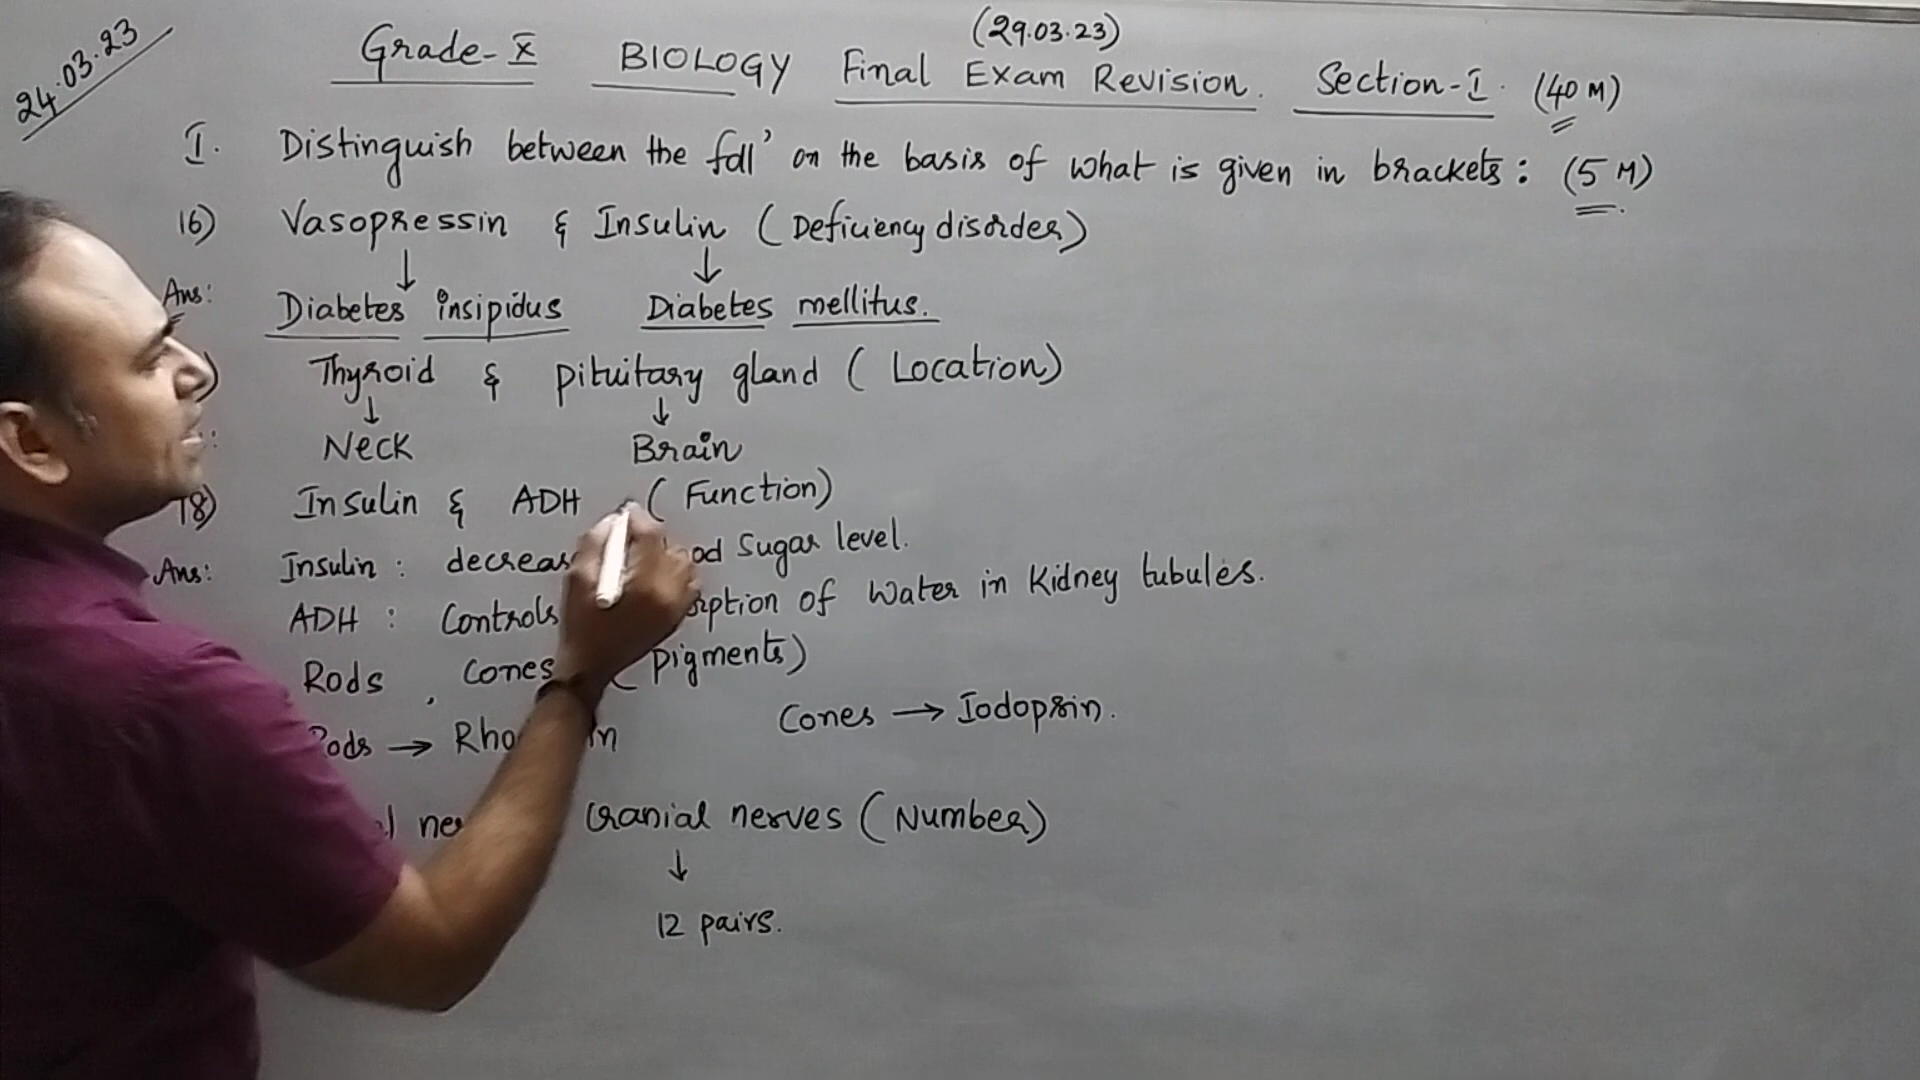 24.03.23
(29.03.23)
Grade-X BIOLOGY Final Exam Revision. Section-I. (40 M)
I. Distinguish between the foll' on the basis of what is given in brackets: (5 M)
16) Vasopressin & Insulin (Deficiency disorder)
Ans: Diabetes insipidus Diabetes mellitus.
Thyroid & pituitary gland (Location)
Neck Brain
18) Insulin & ADH (Function)
Ans: Insulin: Sugar level.
ADH: Controls of Water in Kidney tubules.
Rods, Cones (pigments)
Rods → Cones → Iodopsin.
Cranial nerves (Number)
12 pairs.